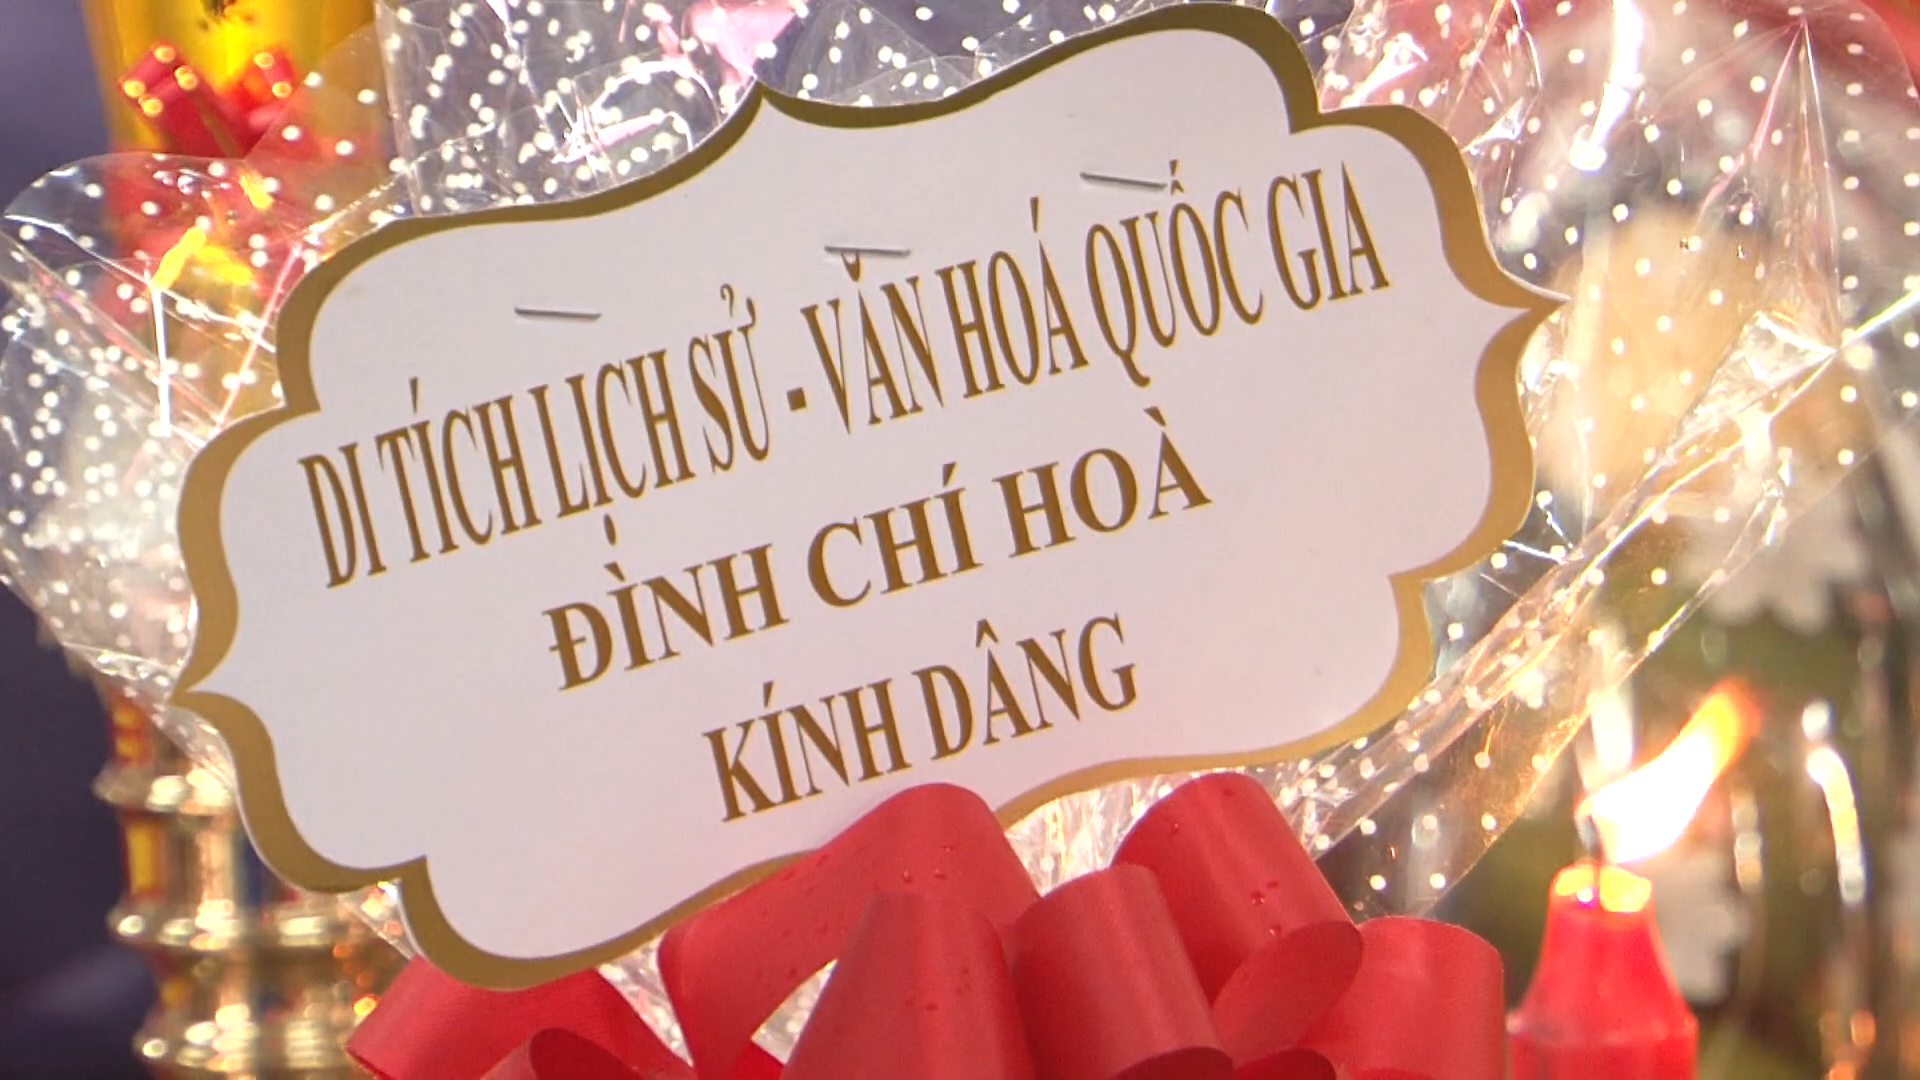 DI TÍCH LỊCH SỬ - VĂN HOÁ QUỐC GIA
ĐÌNH CHÍ HOÀ
KÍNH DÂNG